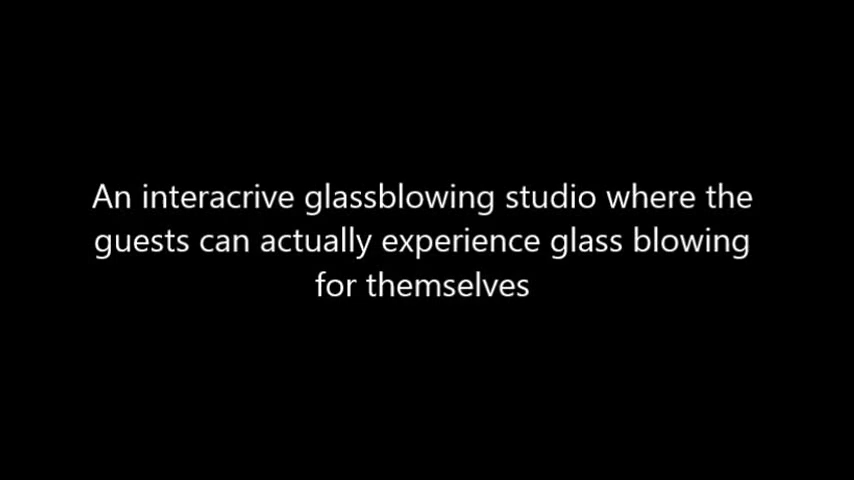 An interacrive glassblowing studio where the
guests can actually experience glass blowing
for themselves